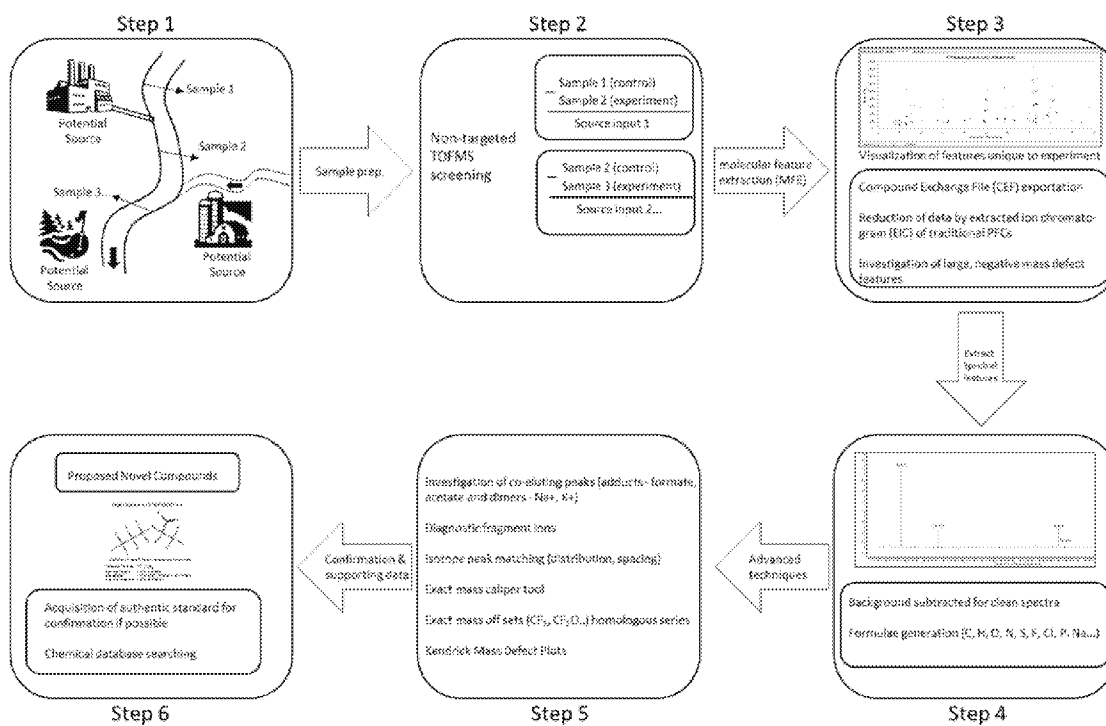 Step 1
Sample 1
Potential
Source
Sample 2
Sample 3
Potential
Source
Potential
Source
Sample prep.
Step 2
Non-targeted
TOFMS
screening
Sample 1 (control)
— Sample 2 (experiment)
Source input 1
Sample 2 (control)
— Sample 3 (experiment)
Source input 2...
molecular feature
extraction (MFE)
Step 3
Visualization of features unique to experiment
Compound Exchange File (CEF) exportation
Reduction of data by extracted ion chromato-
gram (EIC) of traditional PFCs
Investigation of large, negative mass defect
features
Extract
spectral
features
Background subtracted for clean spectra
Formulae generation (C, H, O, N, S, F, Cl, P, Na...)
Step 4
Advanced
techniques
Investigation of co-eluting peaks (adducts - formate,
acetate and dimers - Na+, K+)
Diagnostic fragment ions
Isotope peak matching (distribution, spacing)
Exact mass caliper tool
Exact mass off sets (CF₂, CF₂O..) homologous series
Kendrick Mass Defect Plots
Step 5
Confirmation &
supporting data
Proposed Novel Compounds
Acquisition of authentic standard for
confirmation if possible
Chemical database searching
Step 6